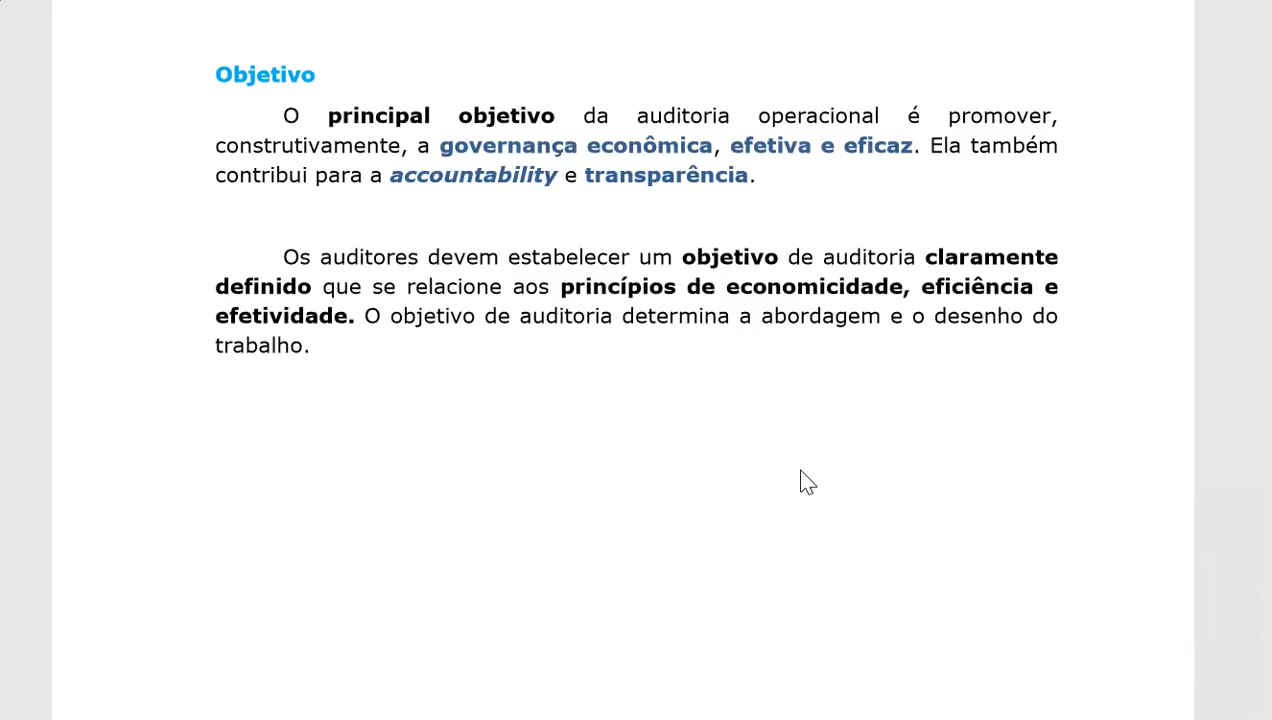 Objetivo
O principal objetivo da auditoria operacional é promover,
construtivamente, a governança econômica, efetiva e eficaz. Ela também
contribui para a accountability e transparência.
Os auditores devem estabelecer um objetivo de auditoria claramente
definido que se relacione aos princípios de economicidade, eficiência e
efetividade. O objetivo de auditoria determina a abordagem e o desenho do
trabalho.